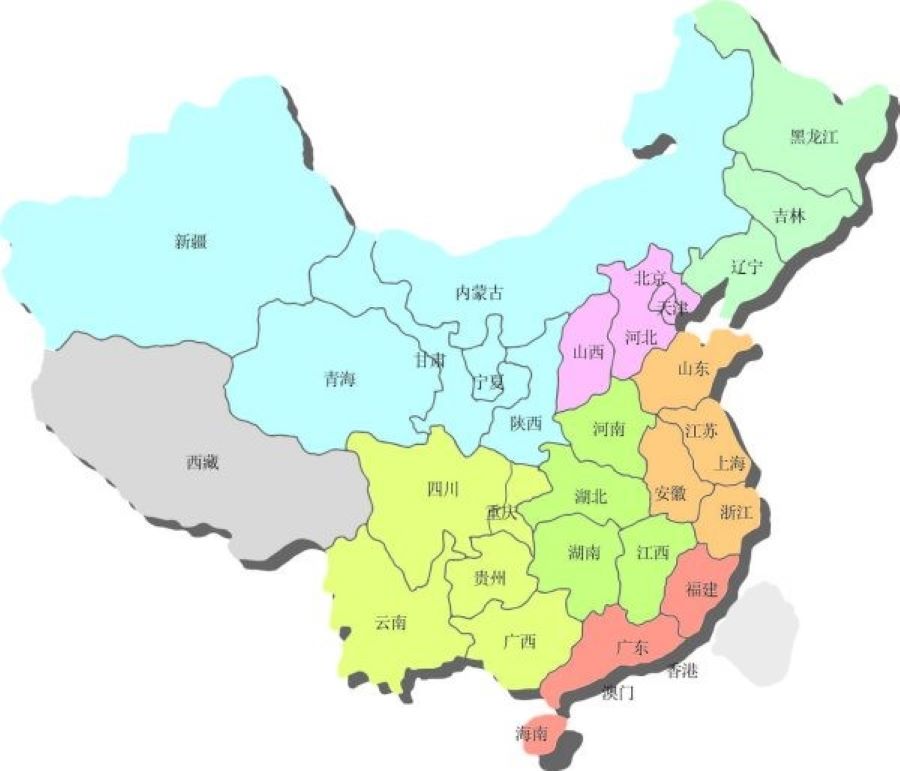 黑龙江
吉林
新疆
辽宁
北京
内蒙古
天津
河北
山西
甘肃
山东
青海
宁夏
陕西
河南
江苏
西藏
上海
四川
安徽
湖北
重庆
浙江
湖南
江西
贵州
福建
云南
广西
广东
香港
澳门
海南